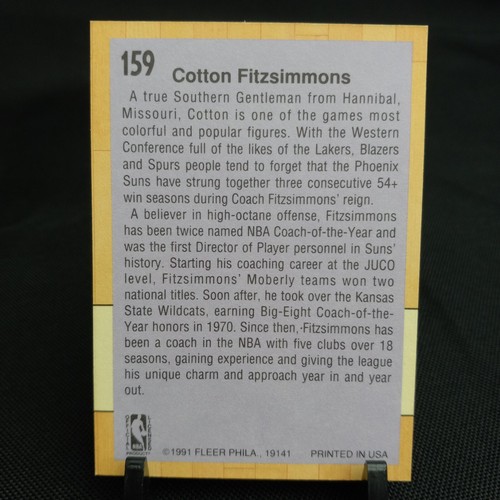 159
Cotton Fitzsimmons
A true Southern Gentleman from Hannibal,
Missouri, Cotton is one of the games most
colorful and popular figures. With the Western
Conference full of the likes of the Lakers, Blazers
and Spurs people tend to forget that the Phoenix
Suns have strung together three consecutive 54+
win seasons during Coach Fitzsimmons' reign.
A believer in high-octane offense, Fitzsimmons
has been twice named NBA Coach-of-the-Year and
was the first Director of Player personnel in Suns'
history. Starting his coaching career at the JUCO
level, Fitzsimmons' Moberly teams won two
national titles. Soon after, he took over the Kansas
State Wildcats, earning Big-Eight Coach-of-the-
Year honors in 1970. Since then, Fitzsimmons has
been a coach in the NBA with five clubs over 18
seasons, gaining experience and giving the league
his unique charm and approach year in and year
out.
©1991 FLEER PHILA., 19141 PRINTED IN USA